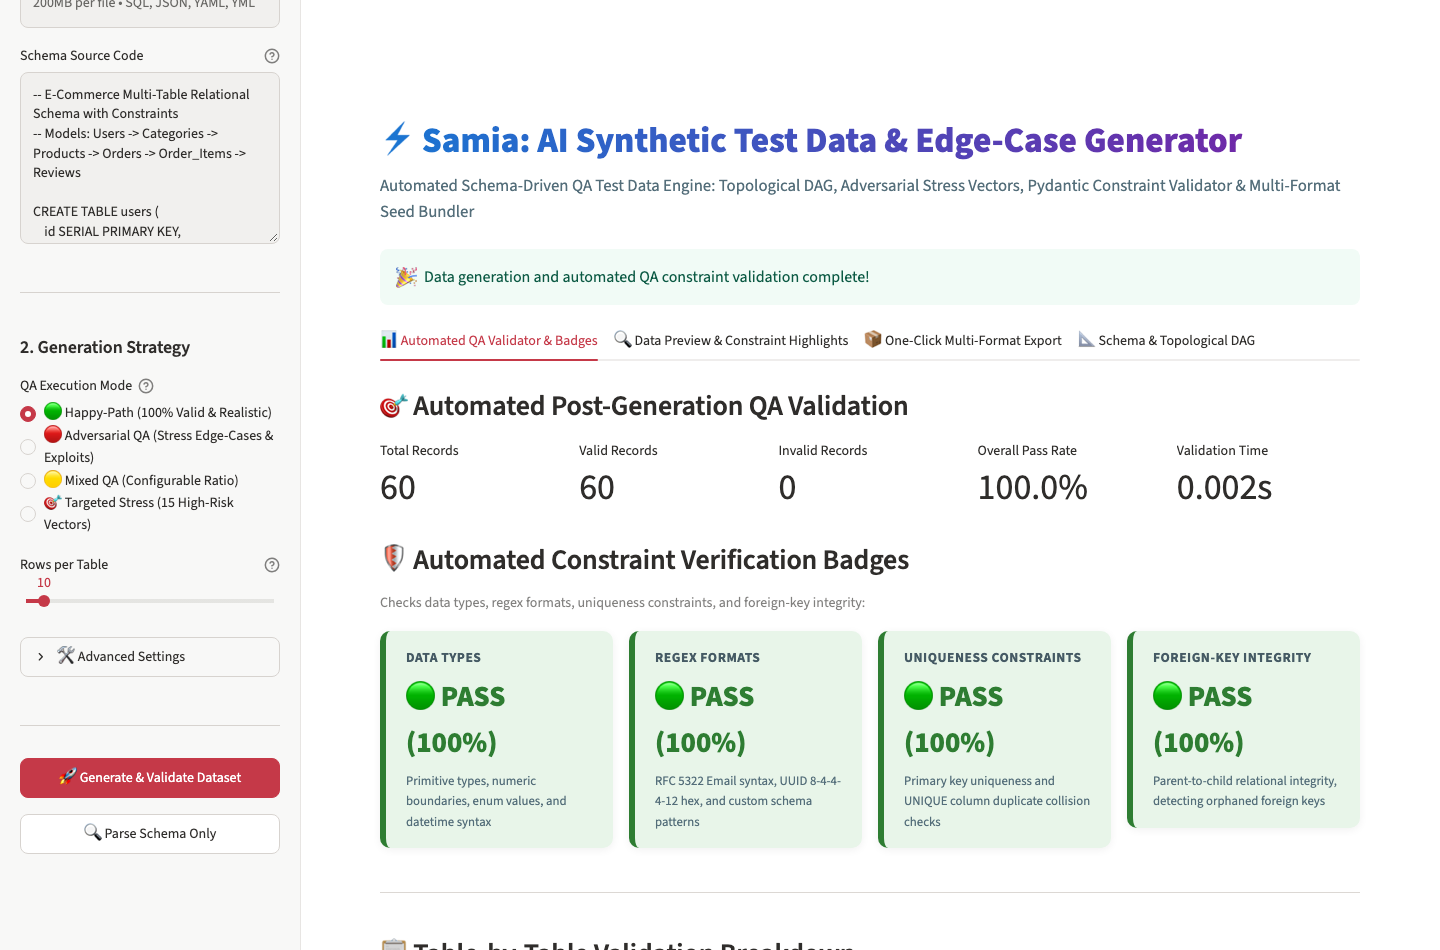 200MB per file • SQL, JSON, YAML, YML
Schema Source Code
-- E-Commerce Multi-Table Relational
Schema with Constraints
-- Models: Users -> Categories ->
Products -> Orders -> Order_Items ->
Reviews
CREATE TABLE users (
id SERIAL PRIMARY KEY,
2. Generation Strategy
QA Execution Mode
Happy-Path (100% Valid & Realistic)
Adversarial QA (Stress Edge-Cases &
Exploits)
Mixed QA (Configurable Ratio)
Targeted Stress (15 High-Risk
Vectors)
Rows per Table
10
Advanced Settings
Generate & Validate Dataset
Parse Schema Only
Samia: AI Synthetic Test Data & Edge-Case Generator
Automated Schema-Driven QA Test Data Engine: Topological DAG, Adversarial Stress Vectors, Pydantic Constraint Validator & Multi-Format
Seed Bundler
Data generation and automated QA constraint validation complete!
Automated QA Validator & Badges
Data Preview & Constraint Highlights
One-Click Multi-Format Export
Schema & Topological DAG
Automated Post-Generation QA Validation
Total Records
60
Valid Records
60
Invalid Records
0
Overall Pass Rate
100.0%
Validation Time
0.002s
Automated Constraint Verification Badges
Checks data types, regex formats, uniqueness constraints, and foreign-key integrity:
DATA TYPES
PASS
(100%)
Primitive types, numeric
boundaries, enum values, and
datetime syntax
REGEX FORMATS
PASS
(100%)
RFC 5322 Email syntax, UUID 8-4-4-
4-12 hex, and custom schema
patterns
UNIQUENESS CONSTRAINTS
PASS
(100%)
Primary key uniqueness and
UNIQUE column duplicate collision
checks
FOREIGN-KEY INTEGRITY
PASS
(100%)
Parent-to-child relational integrity,
detecting orphaned foreign keys
Table-by-Table Validation Breakdown